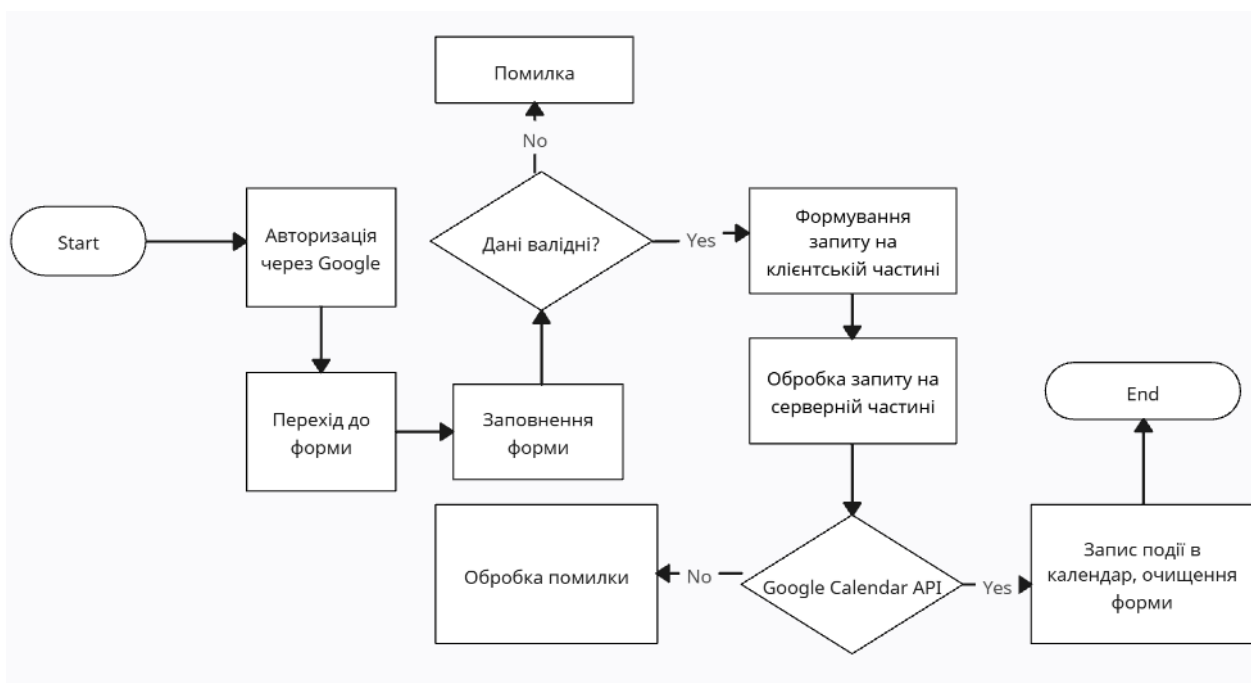 Start
Авторизація
через Google
Перехід до
форми
Заповнення
форми
Дані валідні?
No
Помилка
Yes
Формування
запиту на
клієнтській частині
Обробка запиту на
серверній частині
Google Calendar API
No
Обробка помилки
Yes
Запис події в
календар, очищення
форми
End